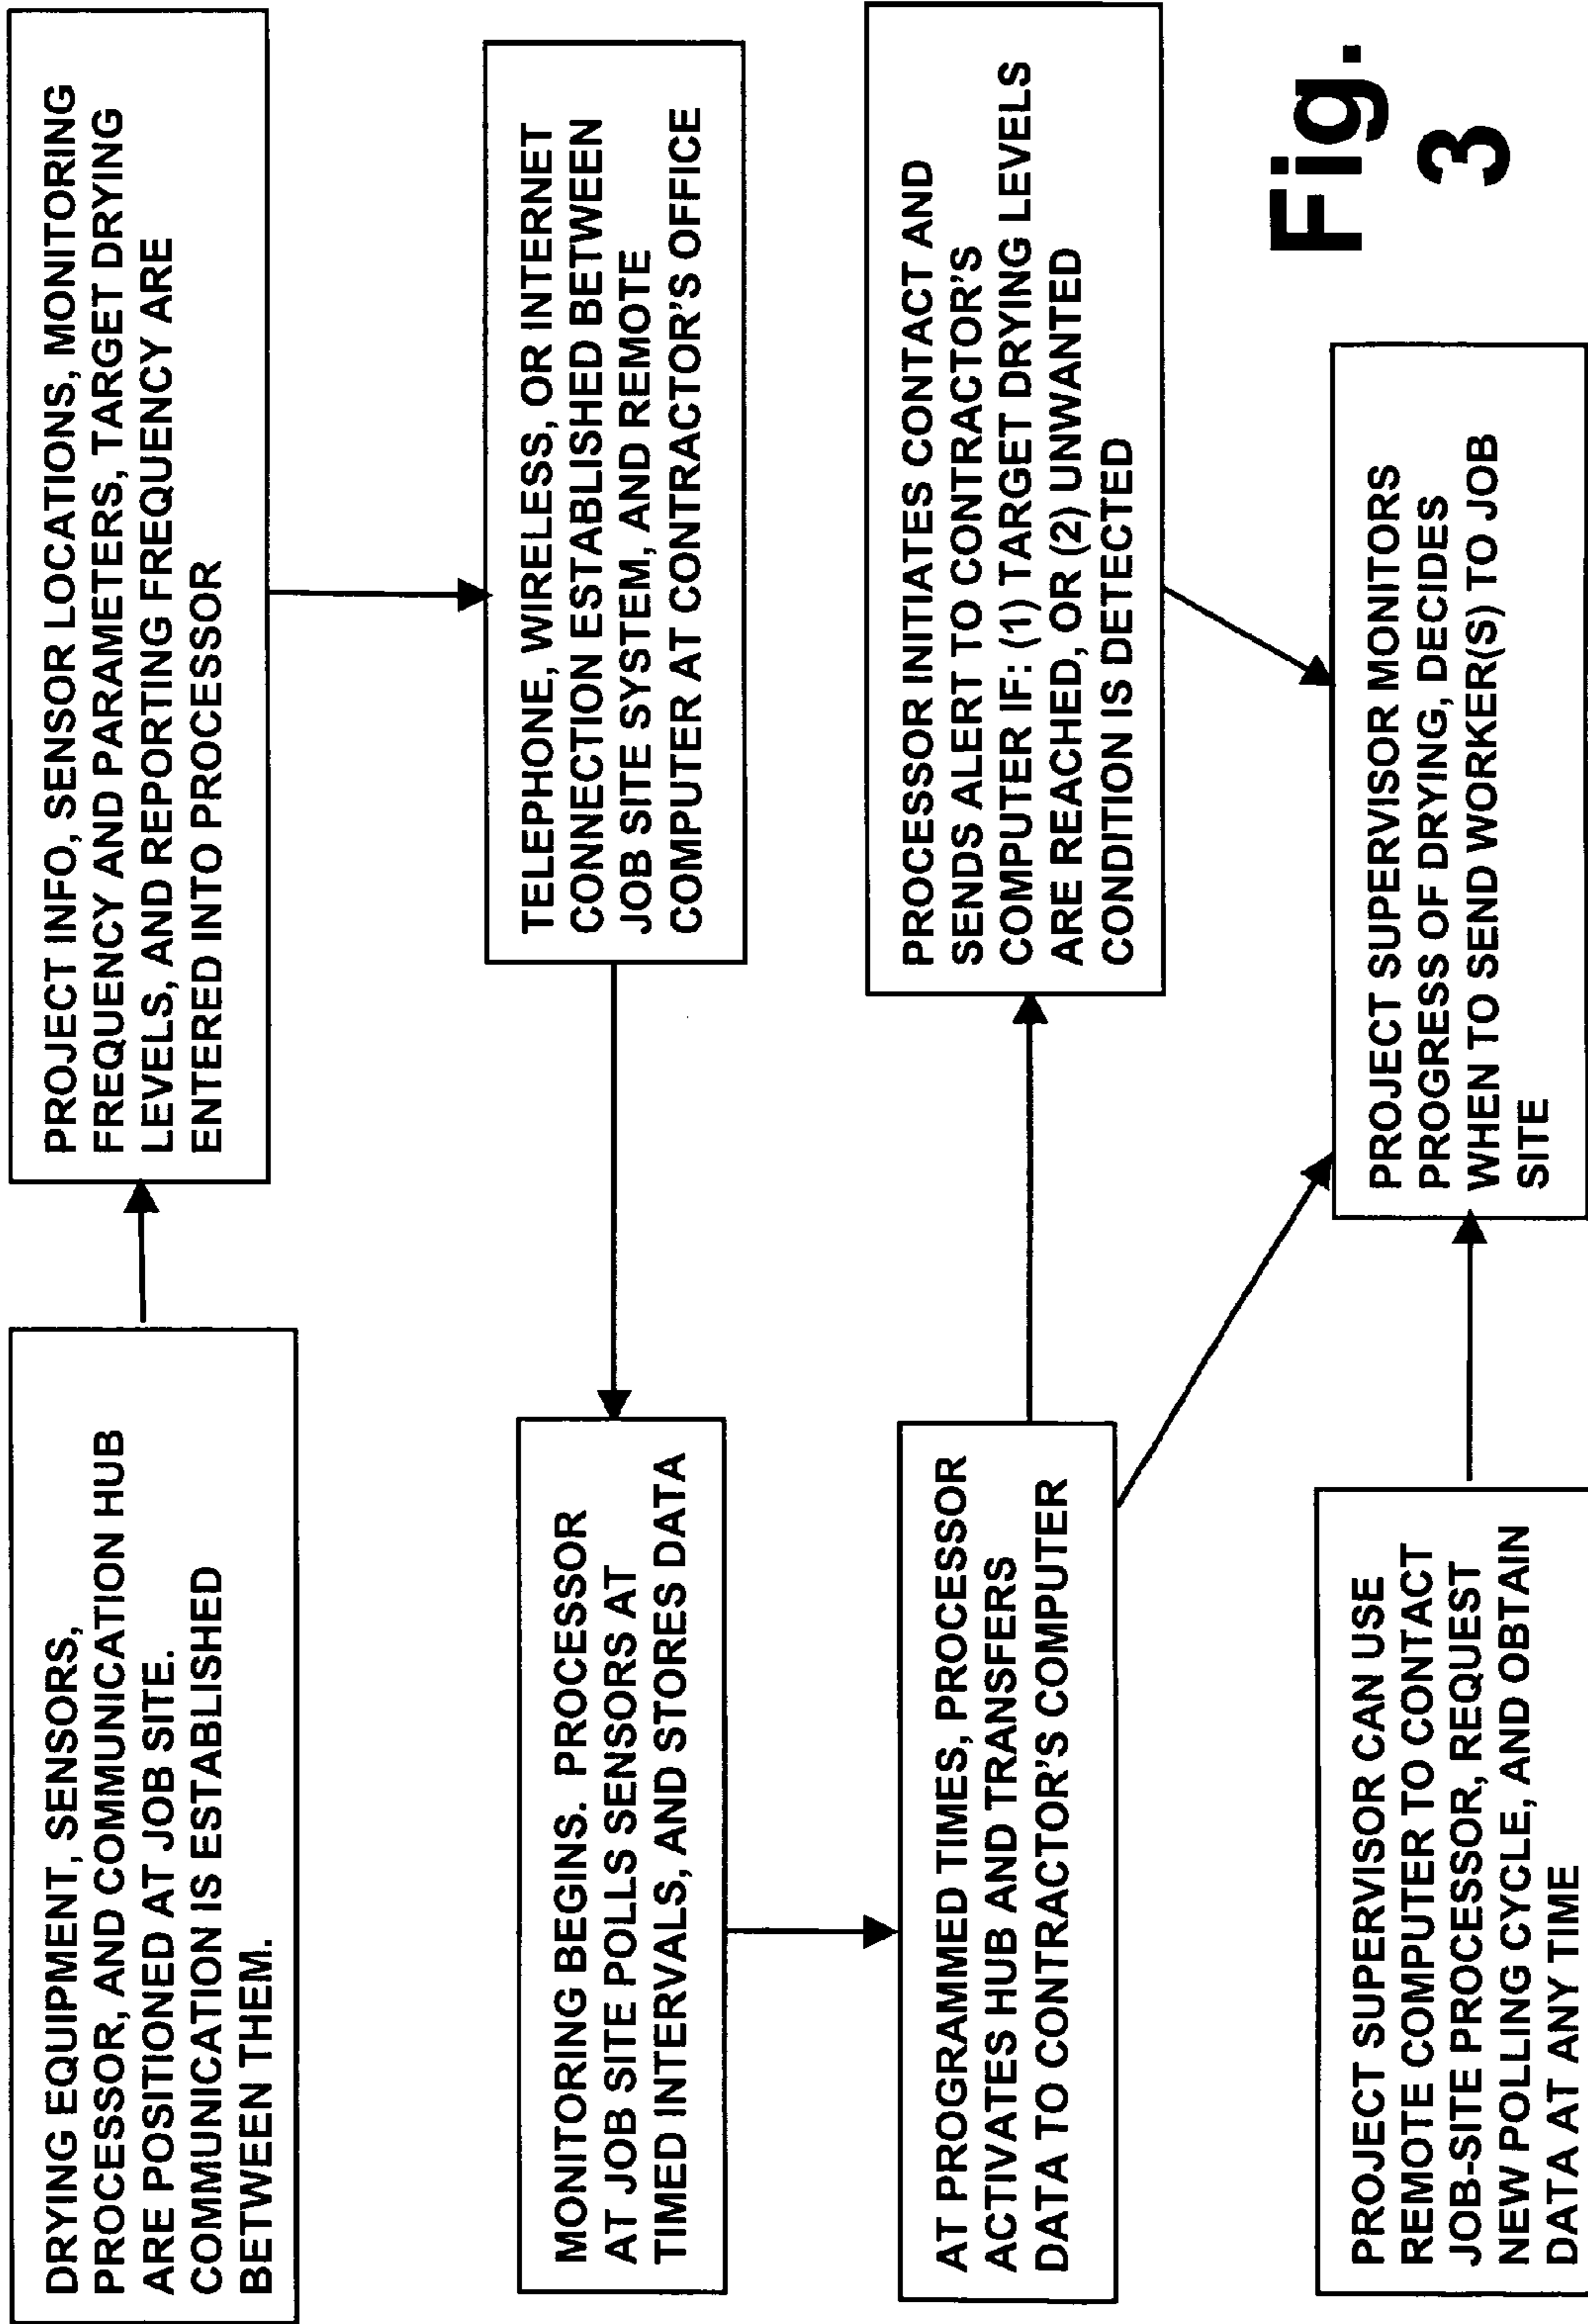 DRYING EQUIPMENT, SENSORS,
PROCESSOR, AND COMMUNICATION HUB
ARE POSITIONED AT JOB SITE.
COMMUNICATION IS ESTABLISHED
BETWEEN THEM.
PROJECT INFO, SENSOR LOCATIONS, MONITORING
FREQUENCY AND PARAMETERS, TARGET DRYING
LEVELS, AND REPORTING FREQUENCY ARE
ENTERED INTO PROCESSOR
TELEPHONE, WIRELESS, OR INTERNET
CONNECTION ESTABLISHED BETWEEN
JOB SITE SYSTEM, AND REMOTE
COMPUTER AT CONTRACTOR'S OFFICE
MONITORING BEGINS. PROCESSOR
AT JOB SITE POLLS SENSORS AT
TIMED INTERVALS, AND STORES DATA
AT PROGRAMMED TIMES, PROCESSOR
ACTIVATES HUB AND TRANSFERS
DATA TO CONTRACTOR'S COMPUTER
PROCESSOR INITIATES CONTACT AND
SENDS ALERT TO CONTRACTOR'S
COMPUTER IF: (1) TARGET DRYING LEVELS
ARE REACHED, OR (2) UNWANTED
CONDITION IS DETECTED
PROJECT SUPERVISOR CAN USE
REMOTE COMPUTER TO CONTACT
JOB-SITE PROCESSOR, REQUEST
NEW POLLING CYCLE, AND OBTAIN
DATA AT ANY TIME
PROJECT SUPERVISOR MONITORS
PROGRESS OF DRYING, DECIDES
WHEN TO SEND WORKER(S) TO JOB
SITE
Fig.
3